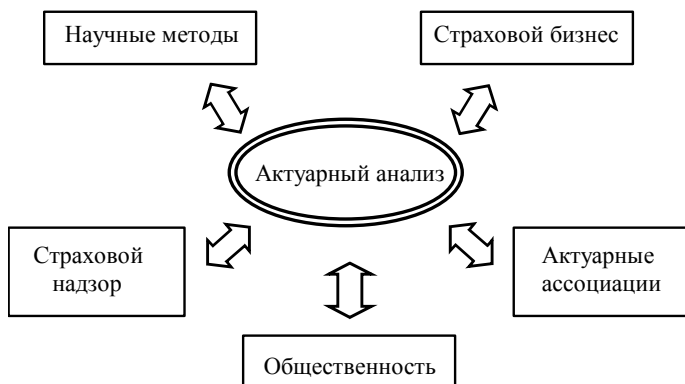 Научные методы
Страховой бизнес
Актуарный анализ
Страховой
надзор
Актуарные
ассоциации
Общественность